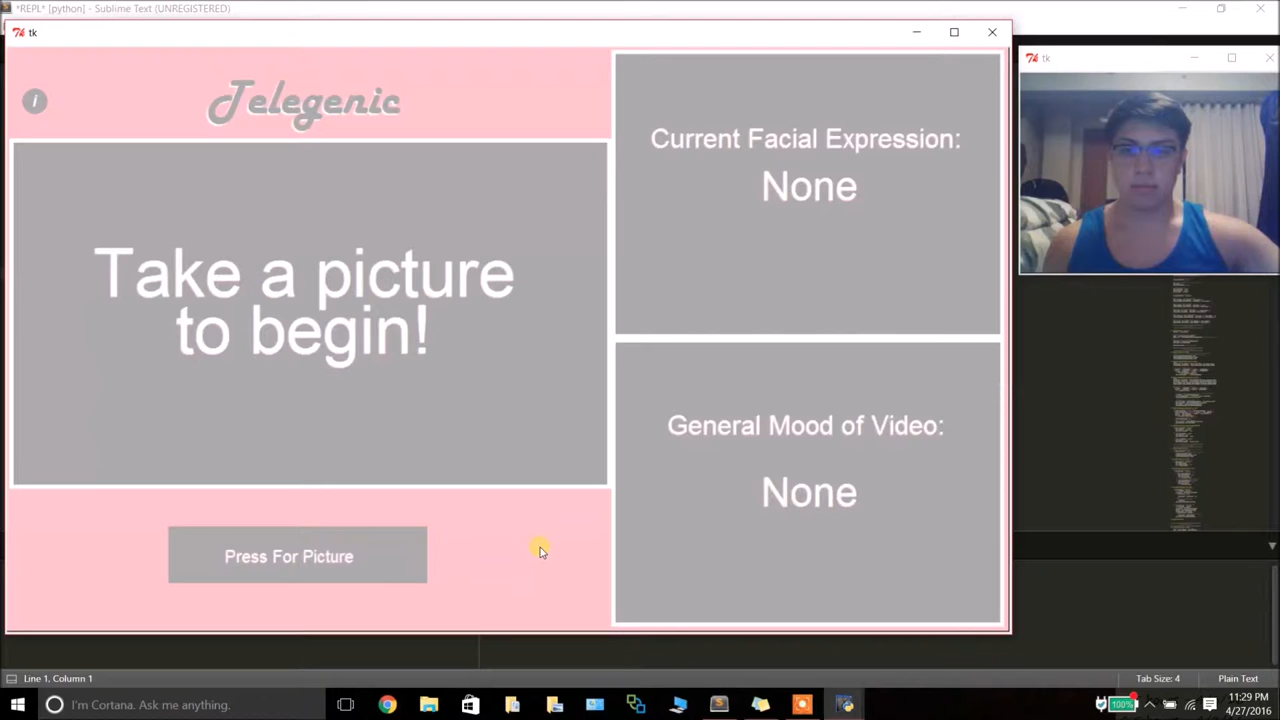 *REPL* [python] - Sublime Text (UNREGISTERED)
tk
tk
i
Telegenic
Take a picture
to begin!
Press For Picture
Current Facial Expression:
None
General Mood of Video:
None
Line 1, Column 1
Tab Size: 4
Plain Text
I'm Cortana. Ask me anything.
100%
11:29 PM
4/27/2016